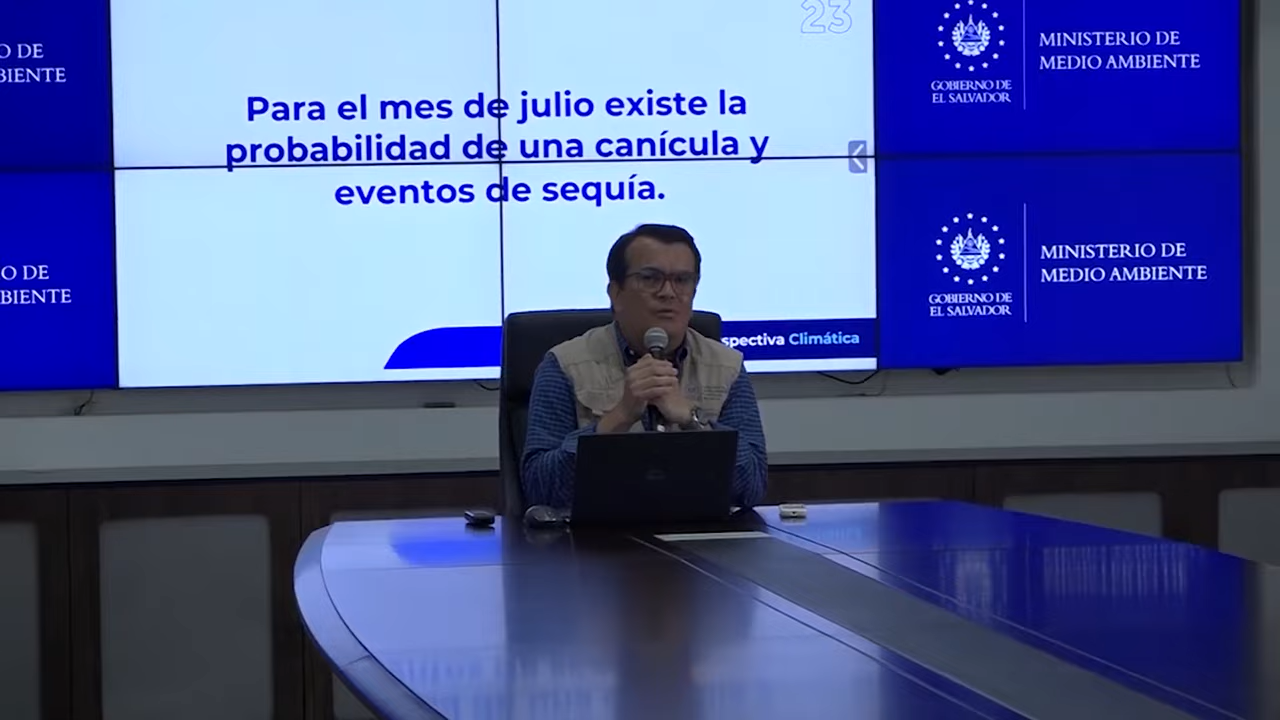 23
Para el mes de julio existe la
probabilidad de una canícula y
eventos de sequía.
spectiva Climática
O DE
BIENTE
GOBIERNO DE
EL SALVADOR
MINISTERIO DE
MEDIO AMBIENTE
O DE
BIENTE
GOBIERNO DE
EL SALVADOR
MINISTERIO DE
MEDIO AMBIENTE